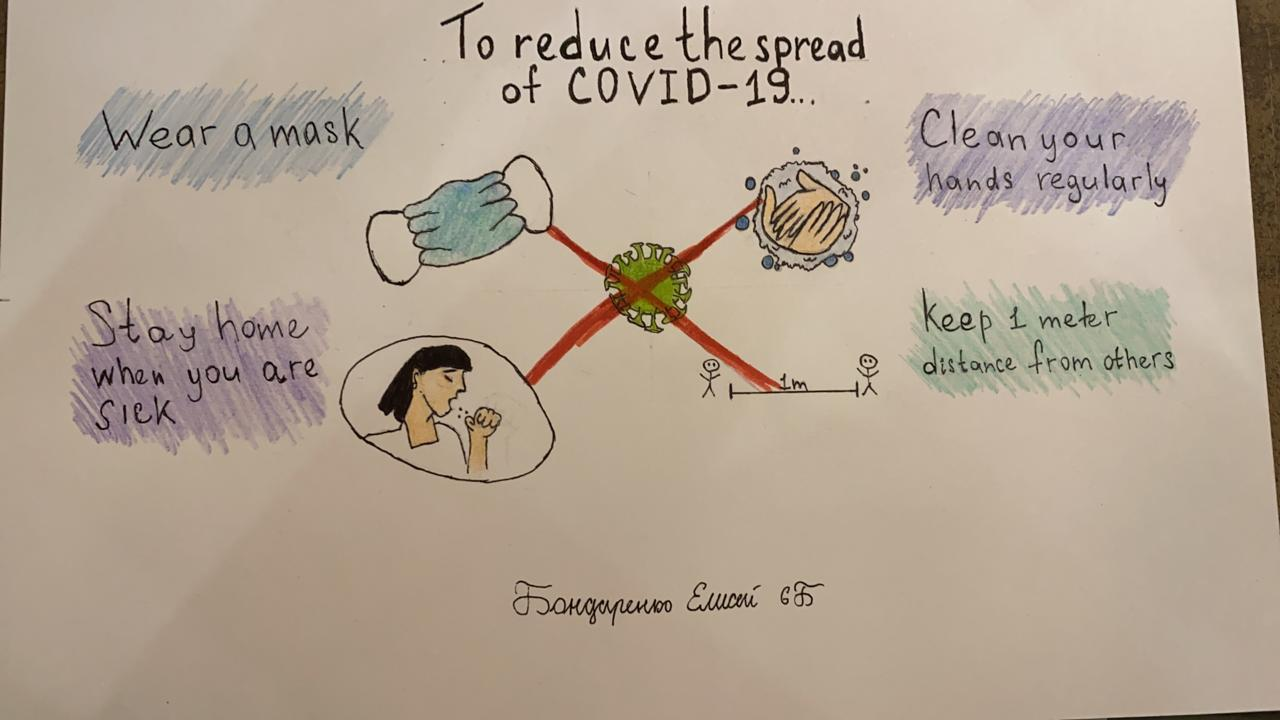 To reduce the spread
of COVID-19...
Wear a mask
Clean your
hands regularly
Stay home
when you are
sick
Keep 1 meter
distance from others
1m
Бондаренко Елисей 6Б